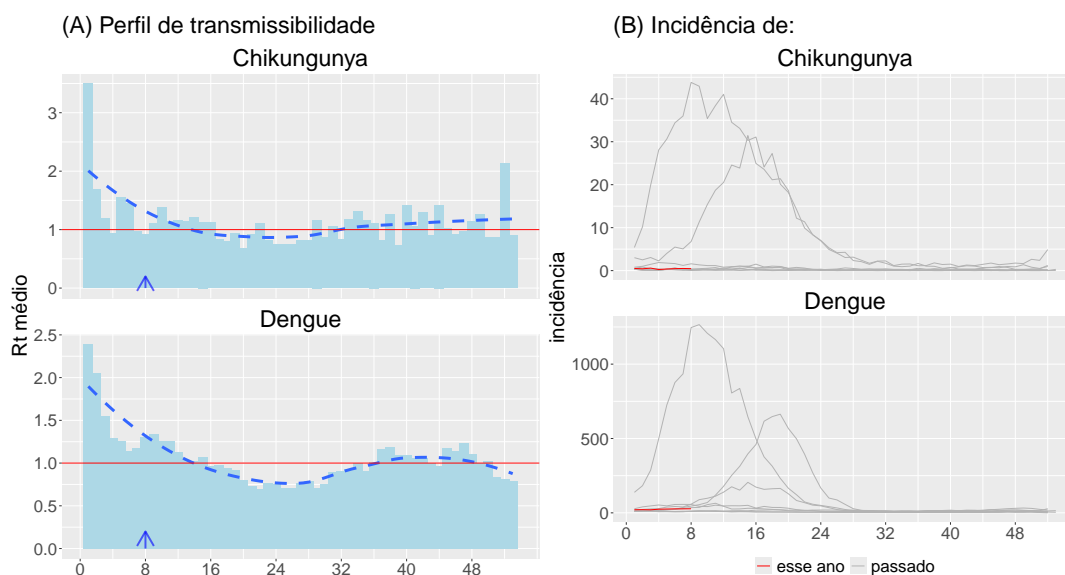 (A) Perfil de transmissibilidade
Chikungunya
3
2
1
0
Dengue
2.5
2.0
1.5
1.0
0.5
0.0
0 8 16 24 32 40 48
Rt médio
(B) Incidência de:
Chikungunya
40
30
20
10
0
Dengue
1000
500
0
0 8 16 24 32 40 48
incidência
esse ano passado